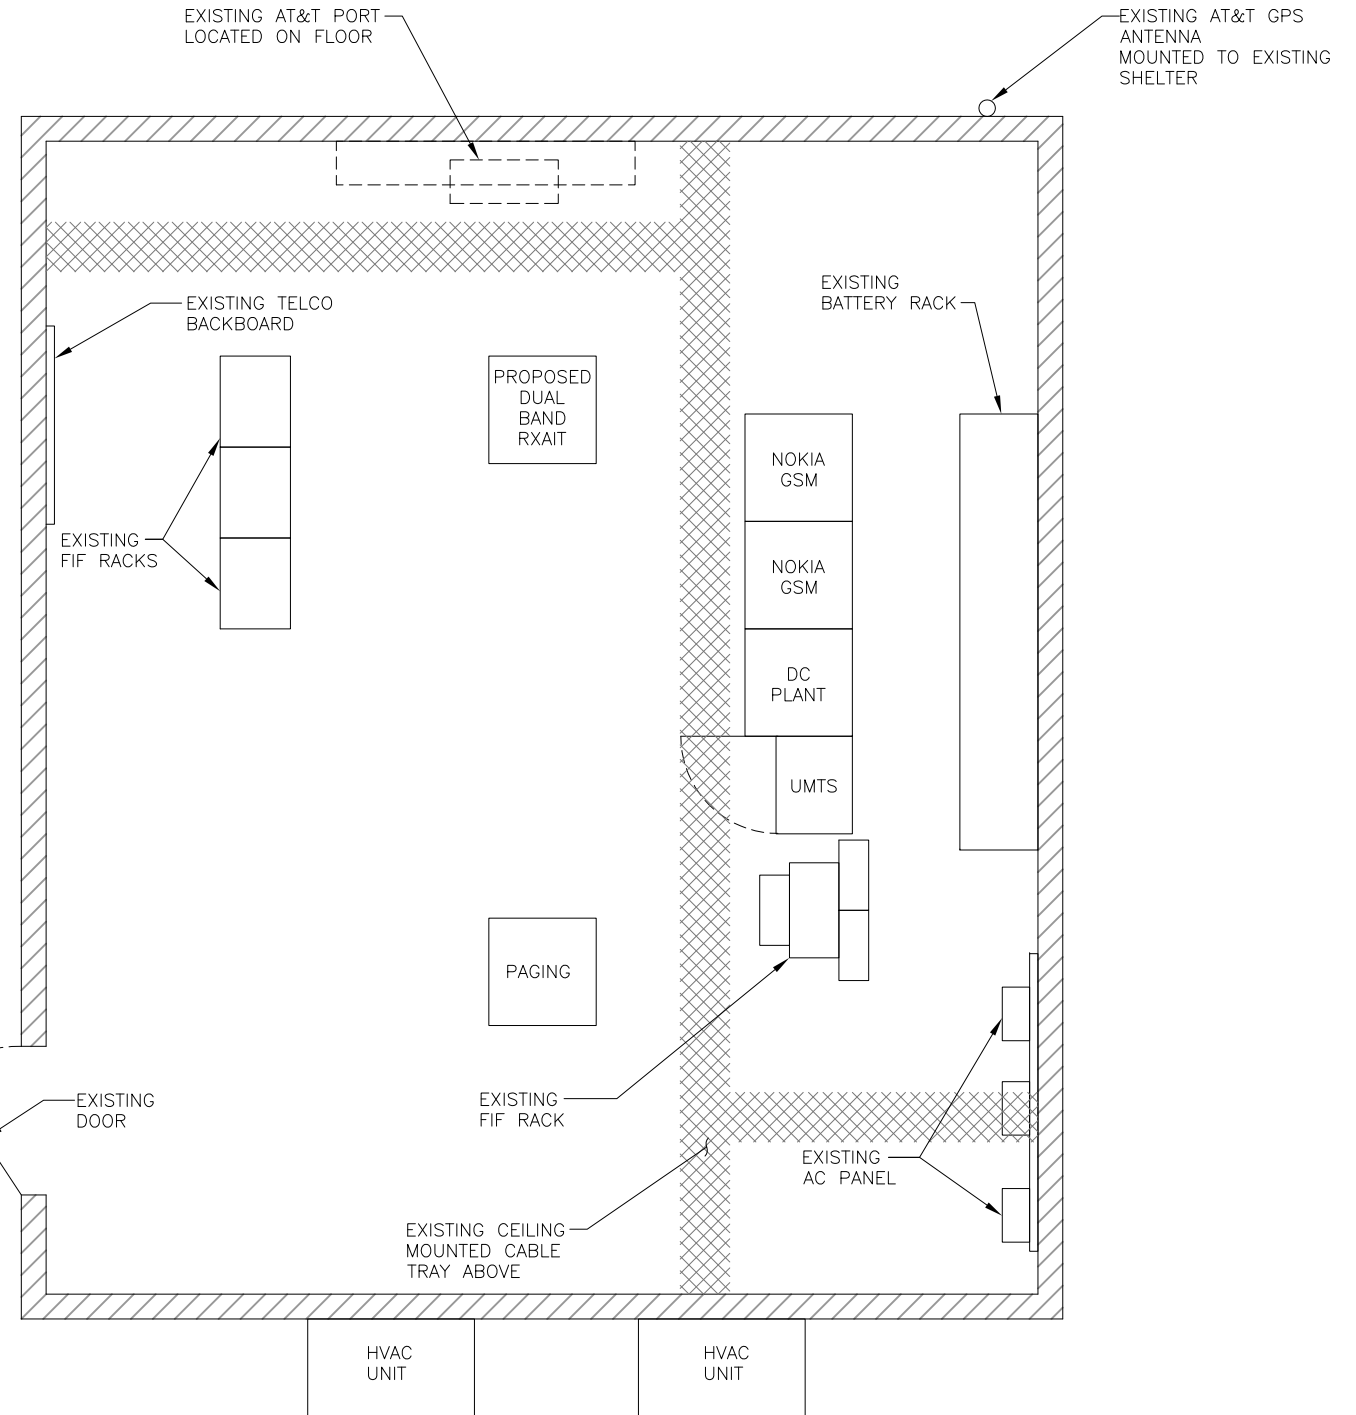 EXISTING AT&T PORT
LOCATED ON FLOOR
EXISTING AT&T GPS
ANTENNA
MOUNTED TO EXISTING
SHELTER
EXISTING
BATTERY RACK
EXISTING TELCO
BACKBOARD
PROPOSED
DUAL
BAND
RXAIT
NOKIA
GSM
EXISTING
FIF RACKS
NOKIA
GSM
DC
PLANT
UMTS
PAGING
EXISTING
DOOR
EXISTING
FIF RACK
EXISTING
AC PANEL
EXISTING CEILING
MOUNTED CABLE
TRAY ABOVE
HVAC
UNIT
HVAC
UNIT